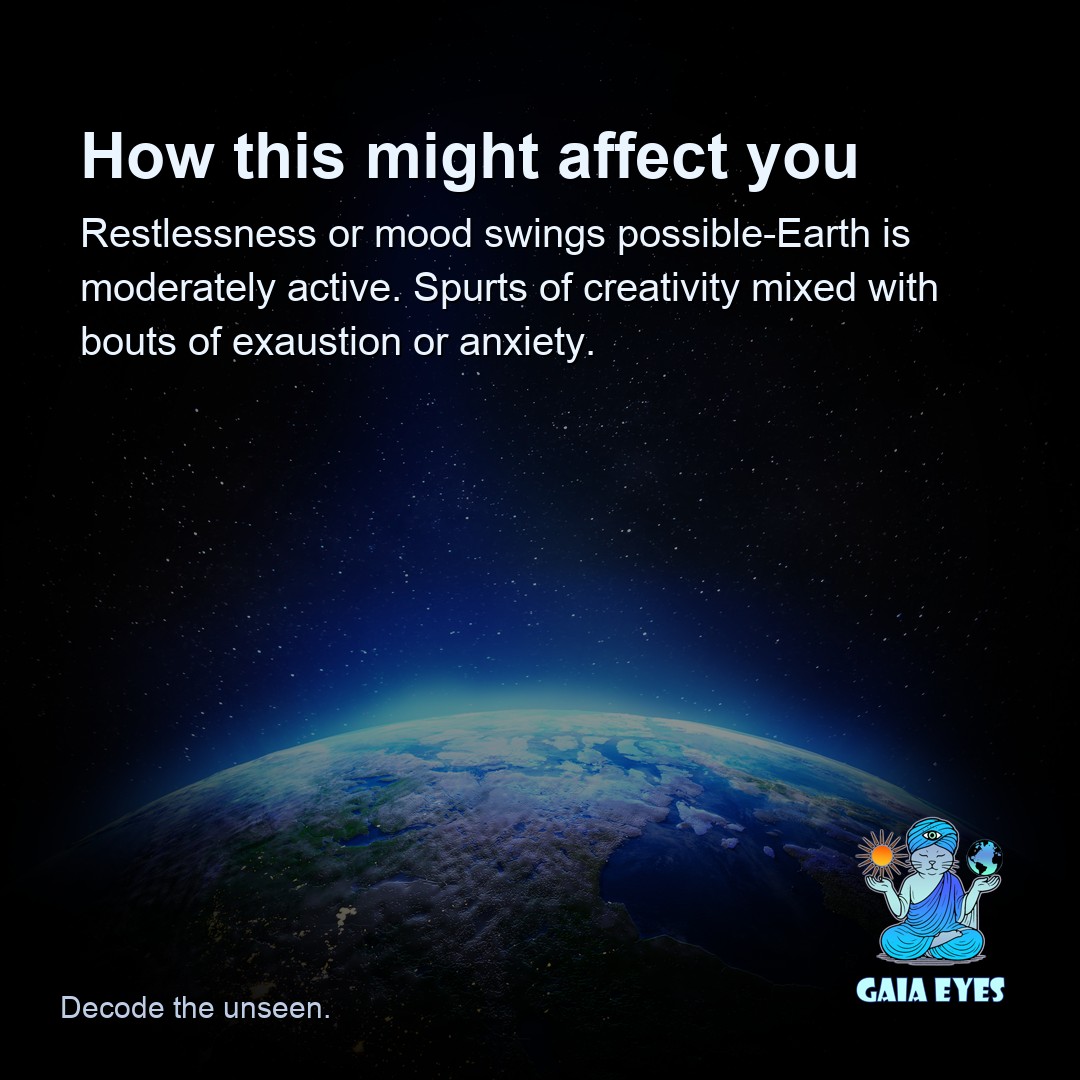 How this might affect you
Restlessness or mood swings possible-Earth is
moderately active. Spurts of creativity mixed with
bouts of exaustion or anxiety.
GAIA EYES
Decode the unseen.